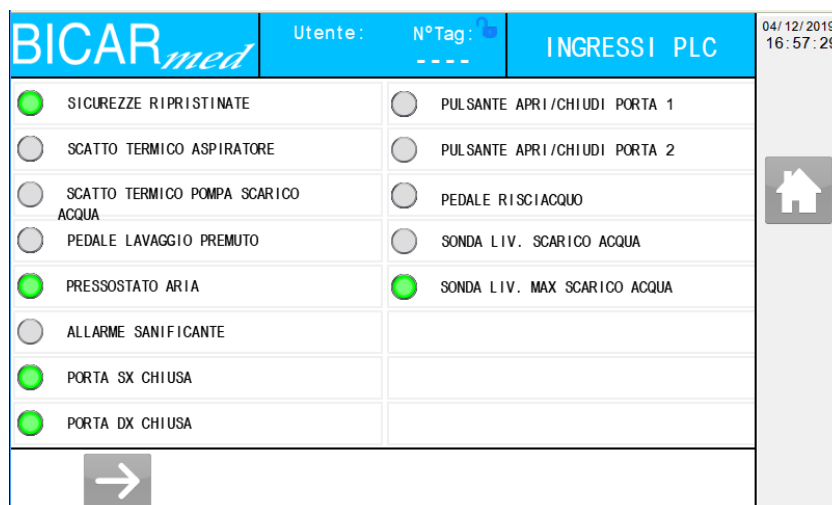 BICARmed
Utente:
N°Tag:
----
INGRESSI PLC
04/12/2019
16:57:29
SICUREZZE RIPRISTINATE
PULSANTE APRI/CHIUDI PORTA 1
SCATTO TERMICO ASPIRATORE
PULSANTE APRI/CHIUDI PORTA 2
SCATTO TERMICO POMPA SCARICO
ACQUA
PEDALE RISCIACQUO
PEDALE LAVAGGIO PREMUTO
SONDA LIV. SCARICO ACQUA
PRESSOSTATO ARIA
SONDA LIV. MAX SCARICO ACQUA
ALLARME SANIFICANTE
PORTA SX CHIUSA
PORTA DX CHIUSA